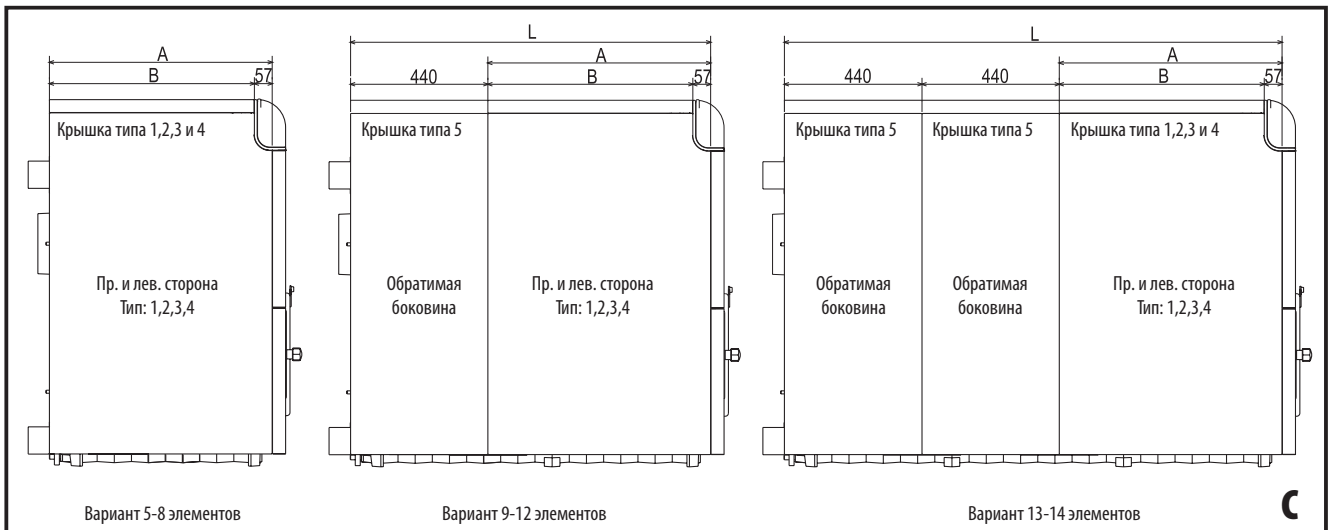 A
B
57
Крышка типа 1,2,3 и 4
Пр. и лев. сторона
Тип: 1,2,3,4
Вариант 5-8 элементов
L
A
440
B
57
Крышка типа 5
Обратимая
боковина
Пр. и лев. сторона
Тип: 1,2,3,4
Вариант 9-12 элементов
L
A
440
440
B
57
Крышка типа 5
Крышка типа 5
Крышка типа 1,2,3 и 4
Обратимая
боковина
Обратимая
боковина
Пр. и лев. сторона
Тип: 1,2,3,4
Вариант 13-14 элементов
C